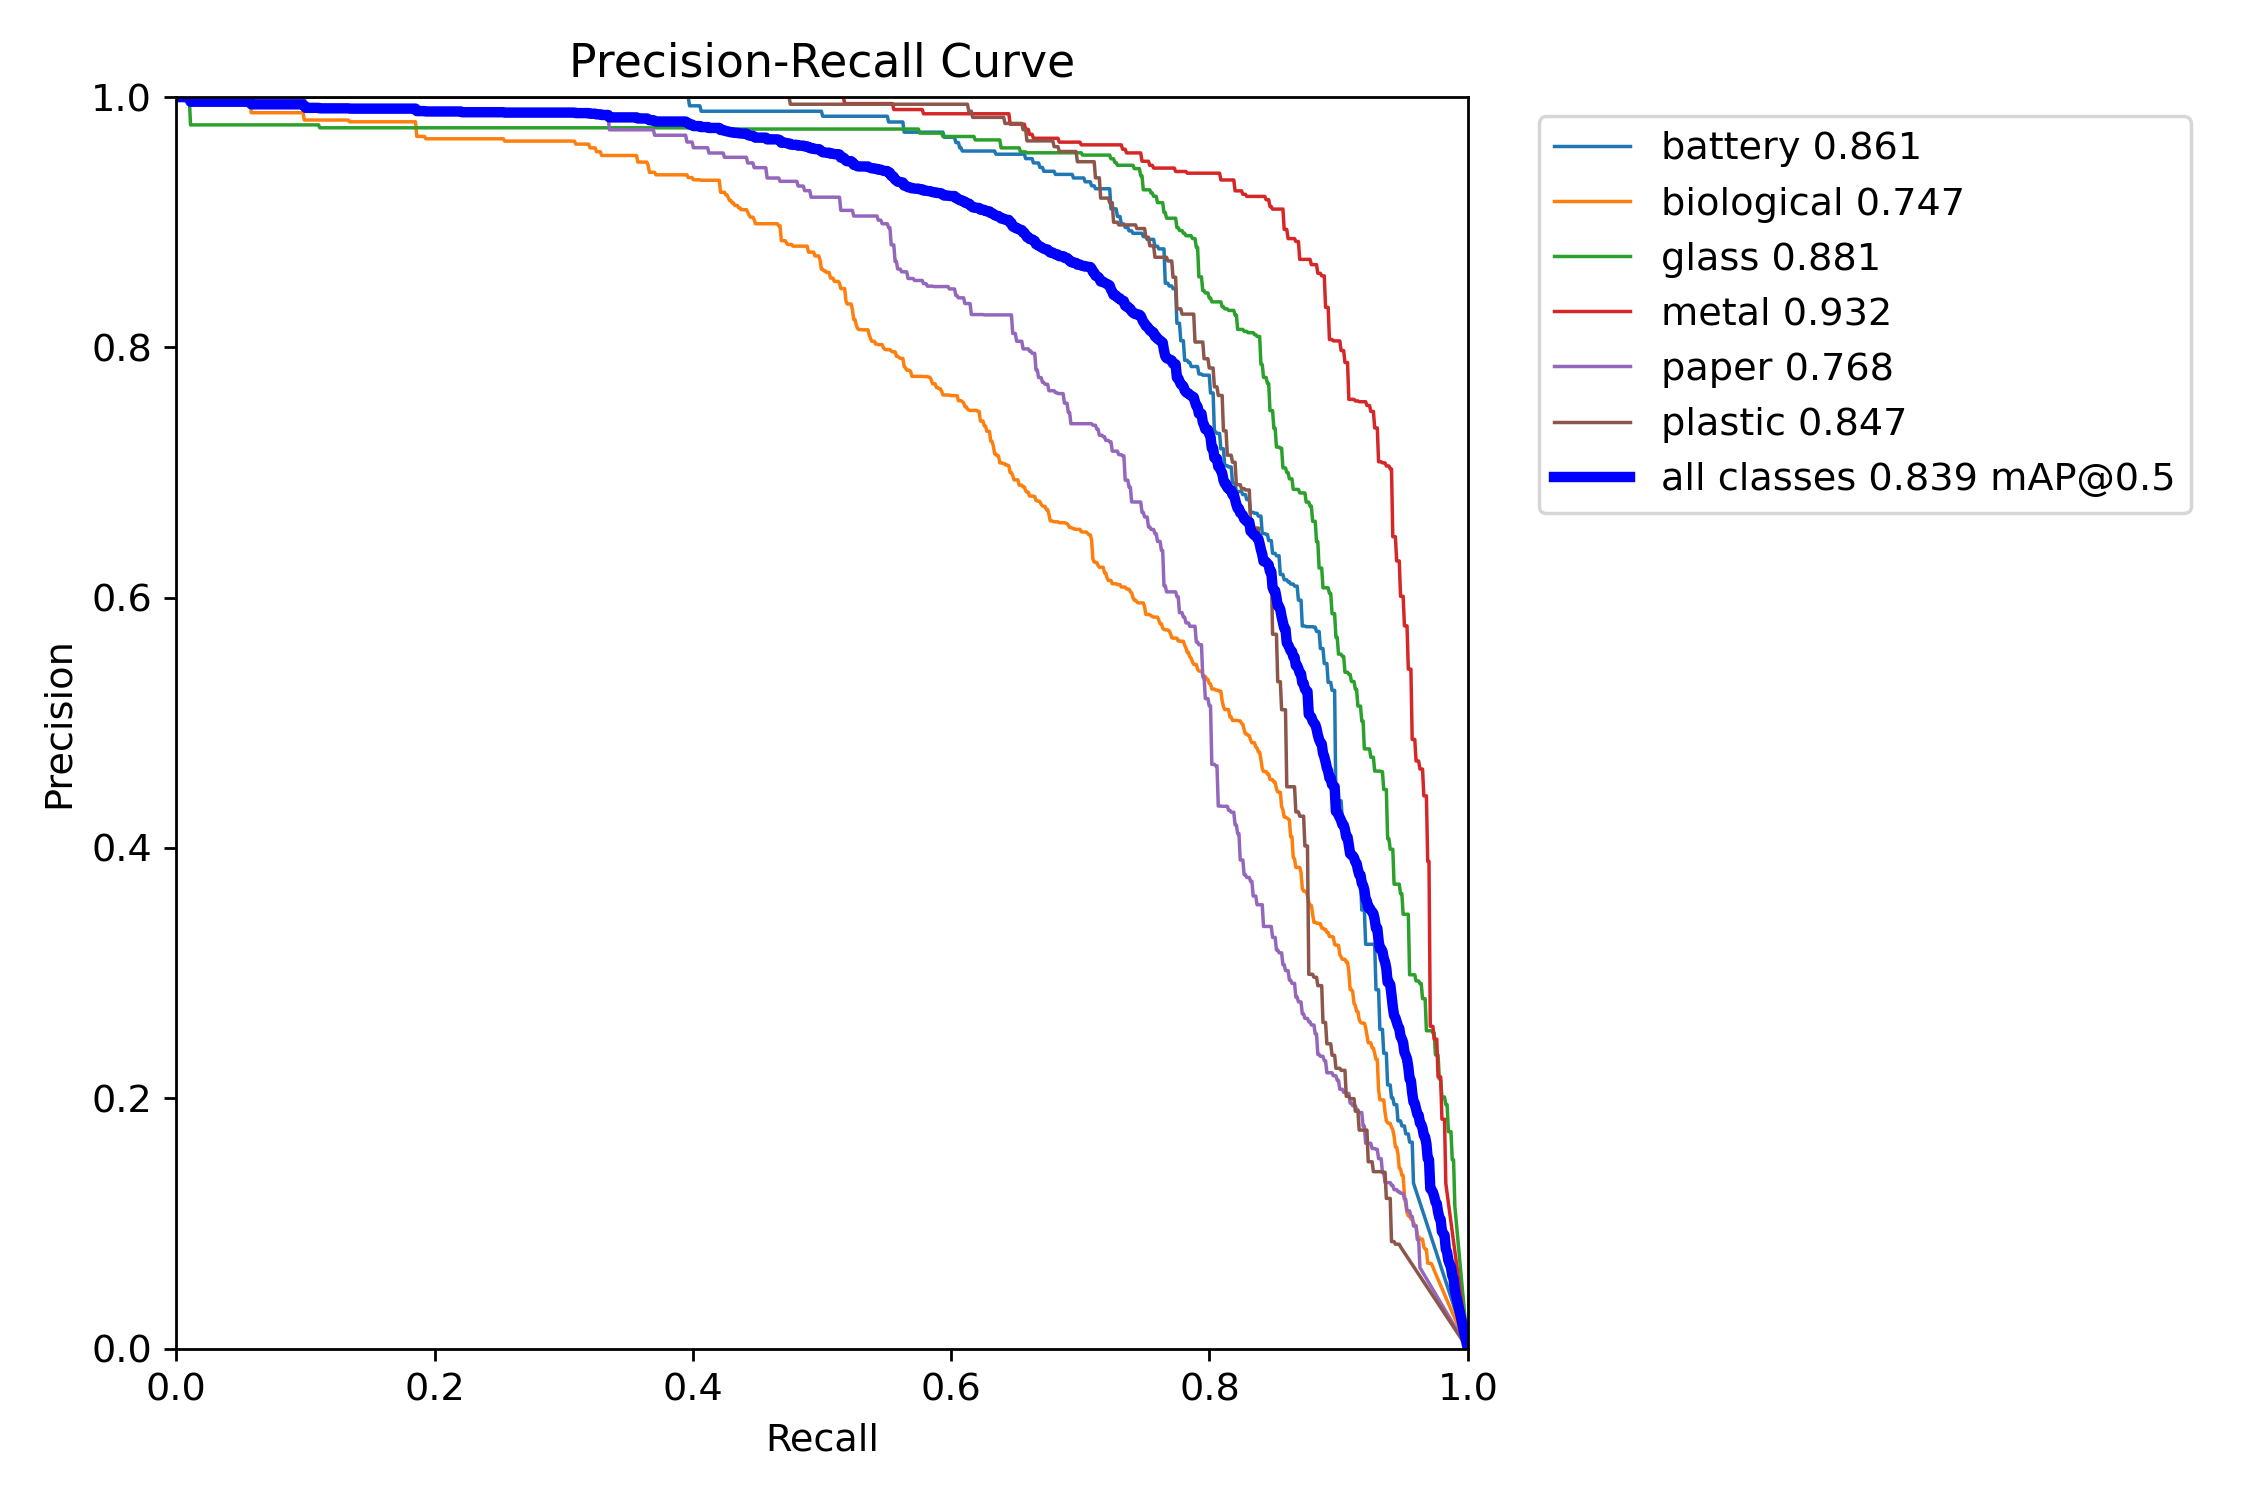 Precision-Recall Curve
1.0
0.8
0.6
0.4
0.2
0.0
Precision
0.0 0.2 0.4 0.6 0.8 1.0
Recall
battery 0.861
biological 0.747
glass 0.881
metal 0.932
paper 0.768
plastic 0.847
all classes 0.839 mAP@0.5